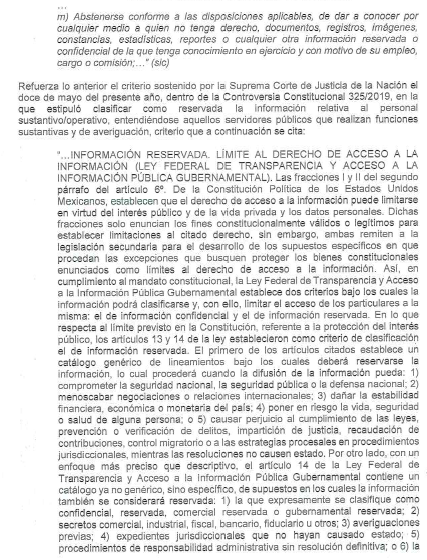 ...
m) Abstenerse conforme a las disposiciones aplicables, de dar a conocer por
cualquier medio a quien no tenga derecho, documentos, registros, imágenes,
constancias, estadísticas, reportes o cualquier otra información reservada o
confidencial de la que tenga conocimiento en ejercicio y con motivo de su empleo,
cargo o comisión;..." (sic)
Refuerza lo anterior el criterio sostenido por la Suprema Corte de Justicia de la Nación el
doce de mayo del presente año, dentro de la Controversia Constitucional 325/2019, en la
que estipuló clasificar como reservada la información relativa al personal
sustantivo/operativo, entendiéndose aquellos servidores públicos que realizan funciones
sustantivas y de averiguación, criterio que a continuación se cita:
"...INFORMACIÓN RESERVADA. LÍMITE AL DERECHO DE ACCESO A LA
INFORMACIÓN (LEY FEDERAL DE TRANSPARENCIA Y ACCESO A LA
INFORMACIÓN PÚBLICA GUBERNAMENTAL). Las fracciones I y II del segundo
párrafo del artículo 6º. De la Constitución Política de los Estados Unidos
Mexicanos, establecen que el derecho de acceso a la información puede limitarse
en virtud del interés público y de la vida privada y los datos personales. Dichas
fracciones solo enuncian los fines constitucionalmente válidos o legítimos para
establecer limitaciones al citado derecho, sin embargo, ambas remiten a la
legislación secundaria para el desarrollo de los supuestos específicos en que
procedan las excepciones que busquen proteger los bienes constitucionales
enunciados como límites al derecho de acceso a la información. Así, en
cumplimiento al mandato constitucional, la Ley Federal de Transparencia y Acceso
a la Información Pública Gubernamental establece dos criterios bajo los cuales la
información podrá clasificarse y, con ello, limitar el acceso de los particulares a la
misma: el de información confidencial y el de información reservada. En lo que
respecta al límite previsto en la Constitución, referente a la protección del interés
público, los artículos 13 y 14 de la ley establecieron como criterio de clasificación
el de información reservada. El primero de los artículos citados establece un
catálogo genérico de lineamientos bajo los cuales deberá reservarse la
información, lo cual procederá cuando la difusión de la información pueda: 1)
comprometer la seguridad nacional, la seguridad pública o la defensa nacional; 2)
menoscabar negociaciones o relaciones internacionales; 3) dañar la estabilidad
financiera, económica o monetaria del país; 4) poner en riesgo la vida, seguridad
o salud de alguna persona; o 5) causar perjuicio al cumplimiento de las leyes,
prevención o verificación de delitos, impartición de justicia, recaudación de
contribuciones, control migratorio o a las estrategias procesales en procedimientos
jurisdiccionales, mientras las resoluciones no causen estado. Por otro lado, con un
enfoque más preciso que descriptivo, el artículo 14 de la Ley Federal de
Transparencia y Acceso a la Información Pública Gubernamental contiene un
catálogo ya no genérico, sino específico, de supuestos en los cuales la información
también se considerará reservada: 1) la que expresamente se clasifique como
confidencial, reservada, comercial reservada o gubernamental reservada; 2)
secretos comercial, industrial, fiscal, bancario, fiduciario u otros; 3) averiguaciones
previas; 4) expedientes jurisdiccionales que no hayan causado estado; 5)
procedimientos de responsabilidad administrativa sin resolución definitiva; o 6) la